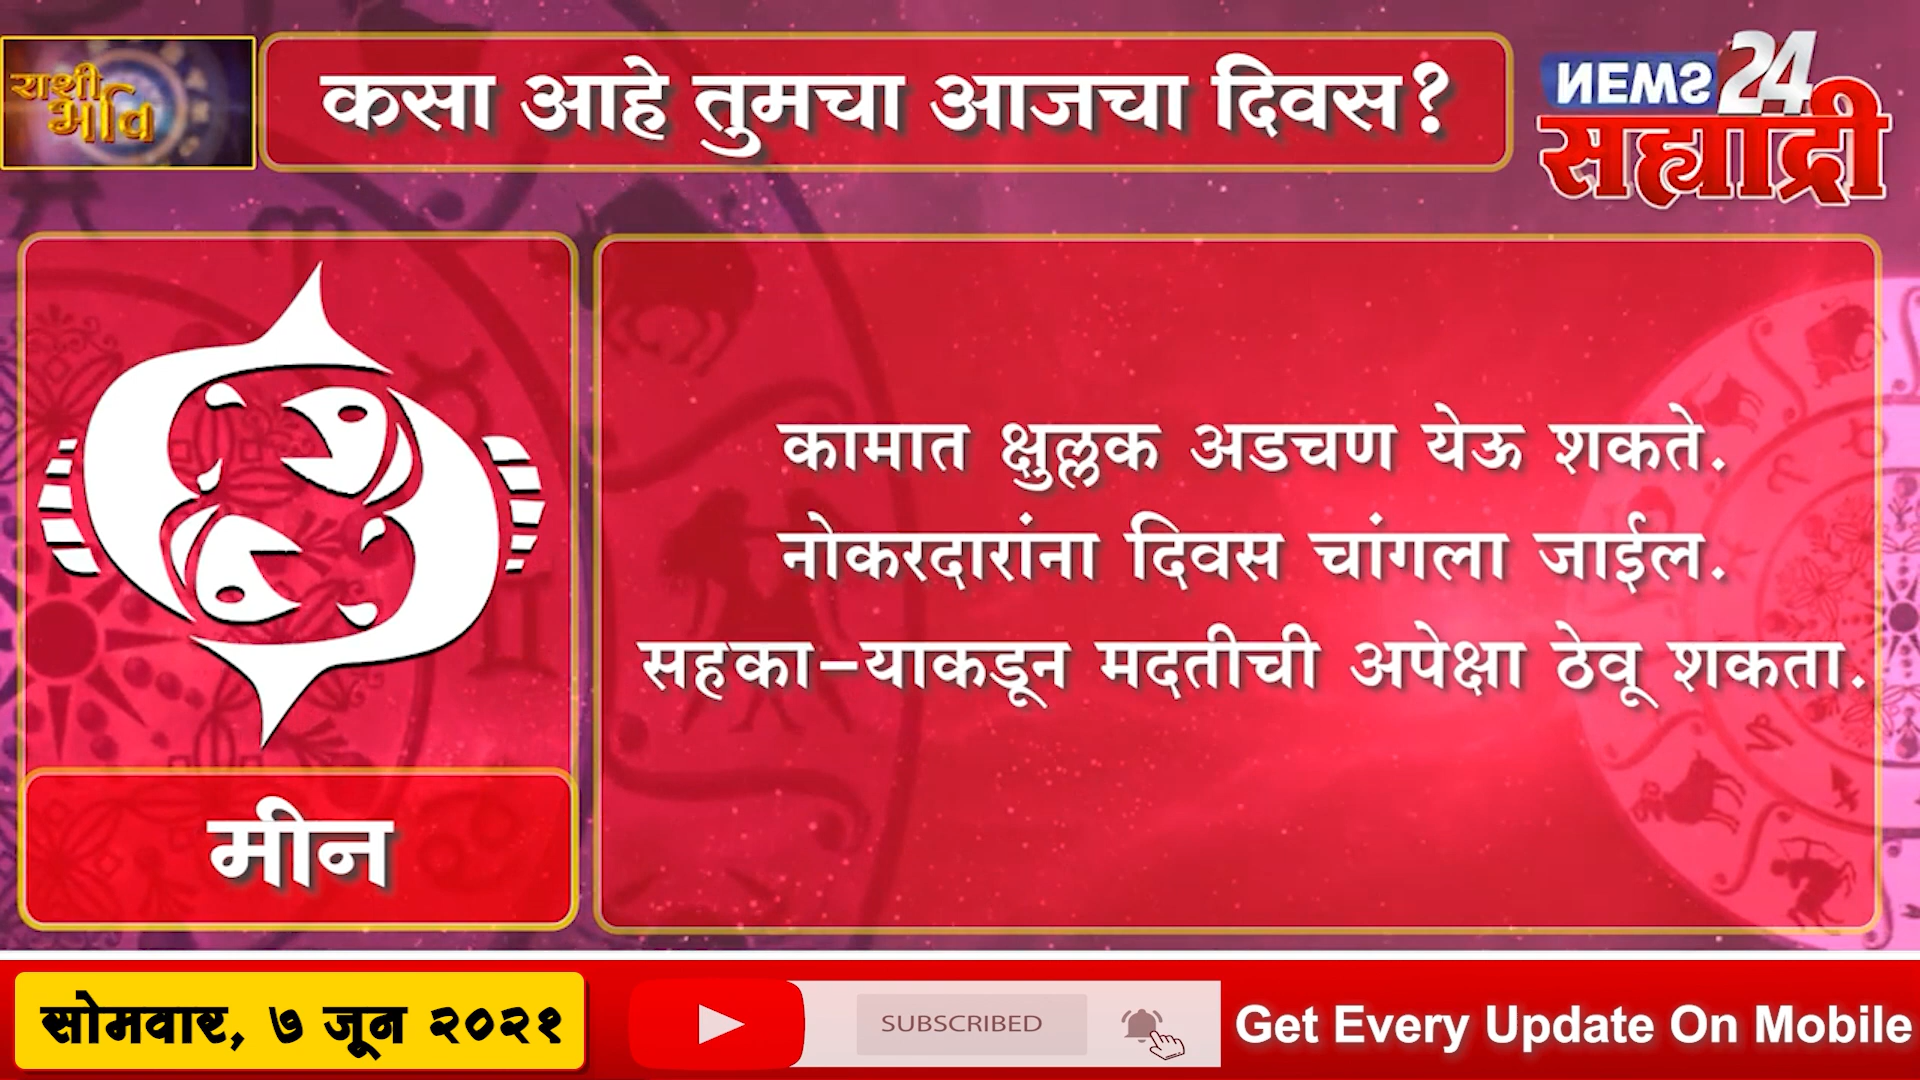 राशी
भवि
कसा आहे तुमचा आजचा दिवस?
NEWS 24
सह्याद्री
कामात क्षुल्लक अडचण येऊ शकते.
नोकरदारांना दिवस चांगला जाईल.
सहका-याकडून मदतीची अपेक्षा ठेवू शकता.
मीन
सोमवार, ७ जून २०२१
SUBSCRIBED
Get Every Update On Mobile